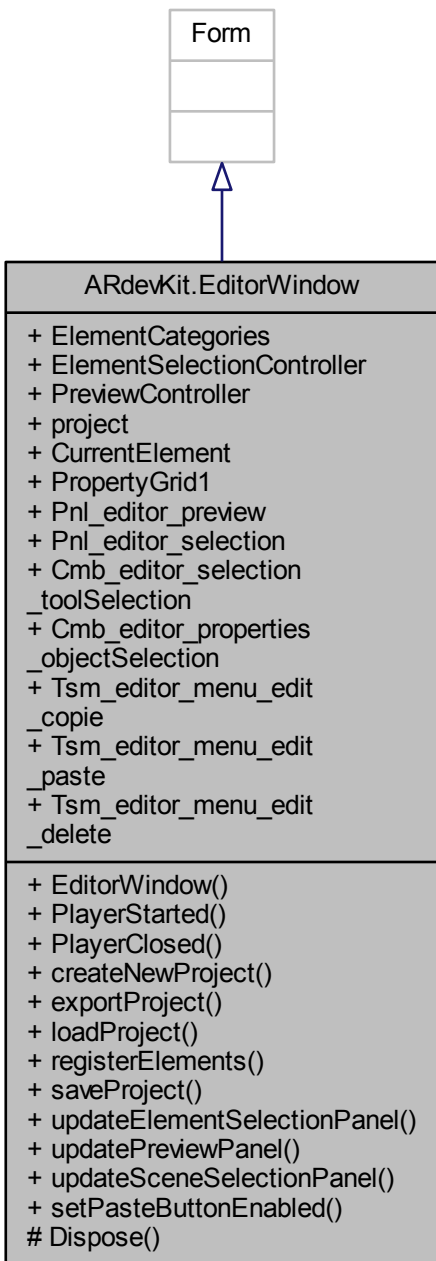 Form
ARdevKit.EditorWindow
+ ElementCategories
+ ElementSelectionController
+ PreviewController
+ project
+ CurrentElement
+ PropertyGrid1
+ Pnl_editor_preview
+ Pnl_editor_selection
+ Cmb_editor_selection
_toolSelection
+ Cmb_editor_properties
_objectSelection
+ Tsm_editor_menu_edit
_copie
+ Tsm_editor_menu_edit
_paste
+ Tsm_editor_menu_edit
_delete
+ EditorWindow()
+ PlayerStarted()
+ PlayerClosed()
+ createNewProject()
+ exportProject()
+ loadProject()
+ registerElements()
+ saveProject()
+ updateElementSelectionPanel()
+ updatePreviewPanel()
+ updateSceneSelectionPanel()
+ setPasteButtonEnabled()
# Dispose()